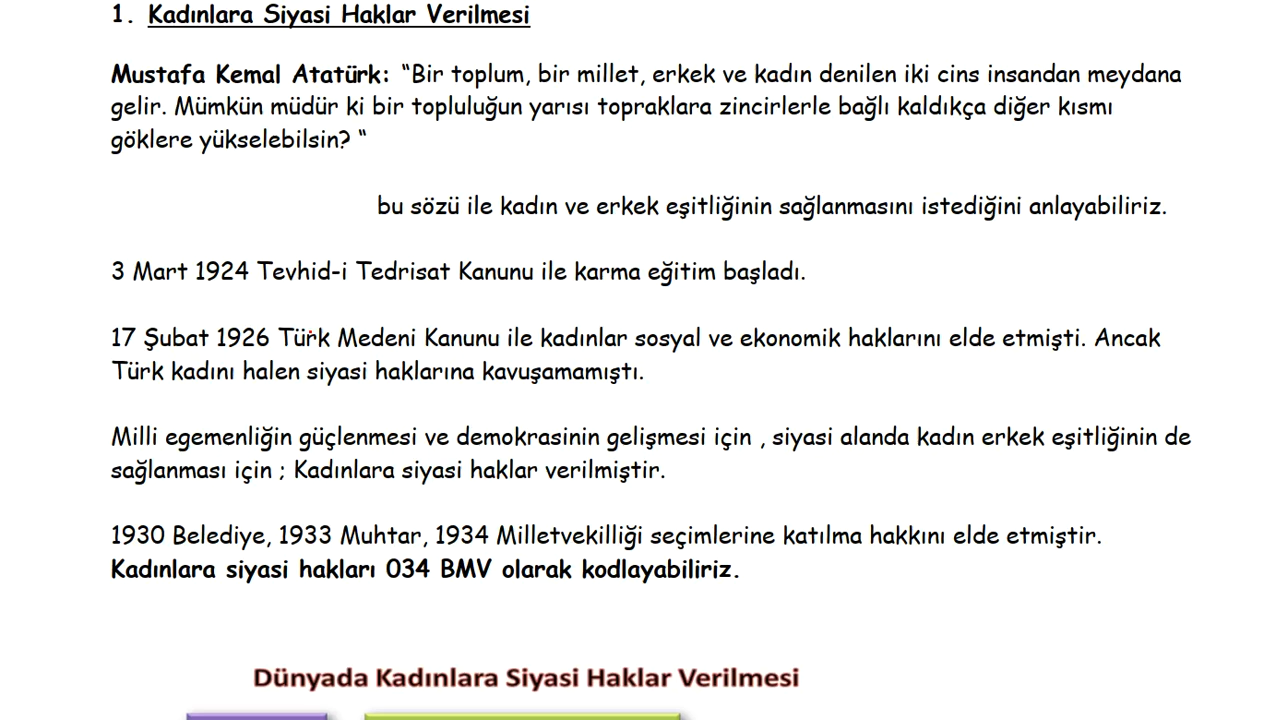 1. Kadınlara Siyasi Haklar Verilmesi
Mustafa Kemal Atatürk: “Bir toplum, bir millet, erkek ve kadın denilen iki cins insandan meydana
gelir. Mümkün müdür ki bir topluluğun yarısı topraklara zincirlerle bağlı kaldıkça diğer kısmı
göklere yükselebilsin? “
bu sözü ile kadın ve erkek eşitliğinin sağlanmasını istediğini anlayabiliriz.
3 Mart 1924 Tevhid-i Tedrisat Kanunu ile karma eğitim başladı.
17 Şubat 1926 Türk Medeni Kanunu ile kadınlar sosyal ve ekonomik haklarını elde etmişti. Ancak
Türk kadını halen siyasi haklarına kavuşamamıştı.
Milli egemenliğin güçlenmesi ve demokrasinin gelişmesi için , siyasi alanda kadın erkek eşitliğinin de
sağlanması için ; Kadınlara siyasi haklar verilmiştir.
1930 Belediye, 1933 Muhtar, 1934 Milletvekilliği seçimlerine katılma hakkını elde etmiştir.
Kadınlara siyasi hakları 034 BMV olarak kodlayabiliriz.
Dünyada Kadınlara Siyasi Haklar Verilmesi